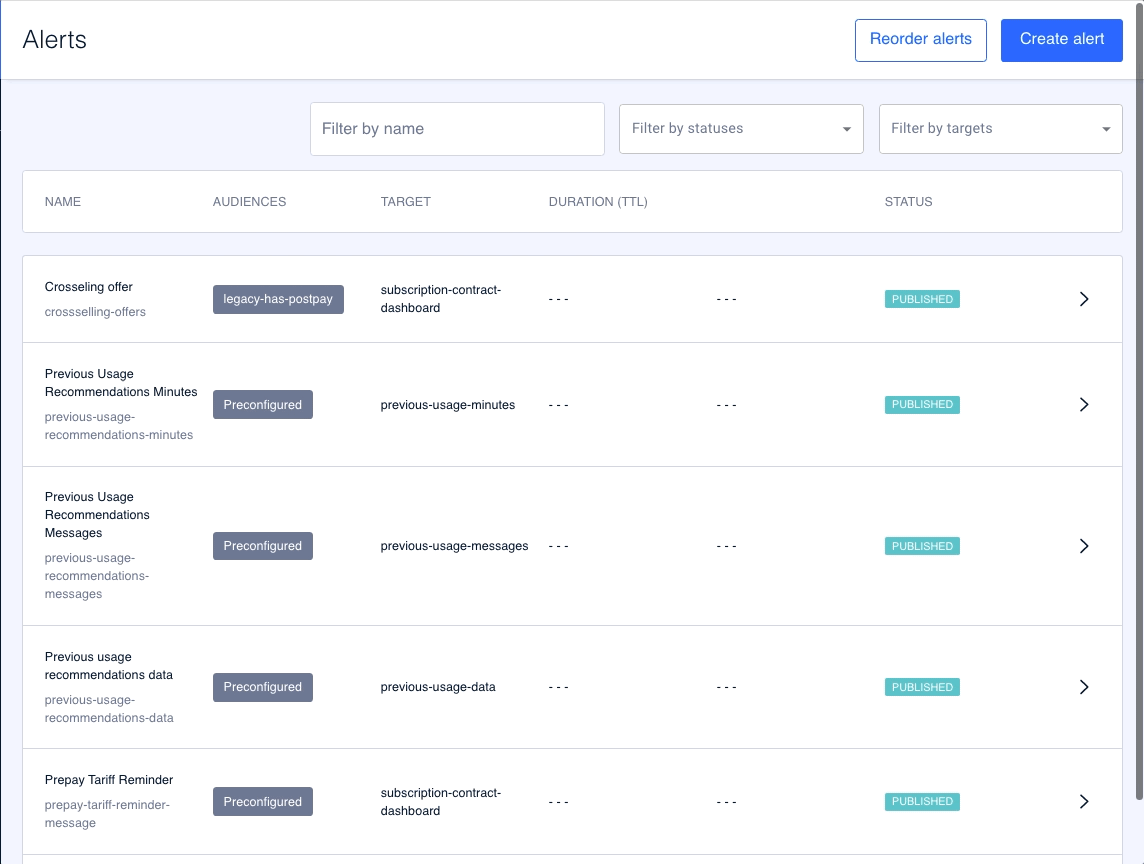 Alerts
Reorder alerts
Create alert
Filter by name
Filter by statuses
Filter by targets
NAME
AUDIENCES
TARGET
DURATION (TTL)
STATUS
Crosseling offer
crossselling-offers
legacy-has-postpay
subscription-contract-
dashboard
- - -
- - -
PUBLISHED
Previous Usage
Recommendations Minutes
previous-usage-
recommendations-minutes
Preconfigured
previous-usage-minutes
- - -
- - -
PUBLISHED
Previous Usage
Recommendations
Messages
previous-usage-
recommendations-
messages
Preconfigured
previous-usage-messages
- - -
- - -
PUBLISHED
Previous usage
recommendations data
previous-usage-
recommendations-data
Preconfigured
previous-usage-data
- - -
- - -
PUBLISHED
Prepay Tariff Reminder
prepay-tariff-reminder-
message
Preconfigured
subscription-contract-
dashboard
- - -
- - -
PUBLISHED